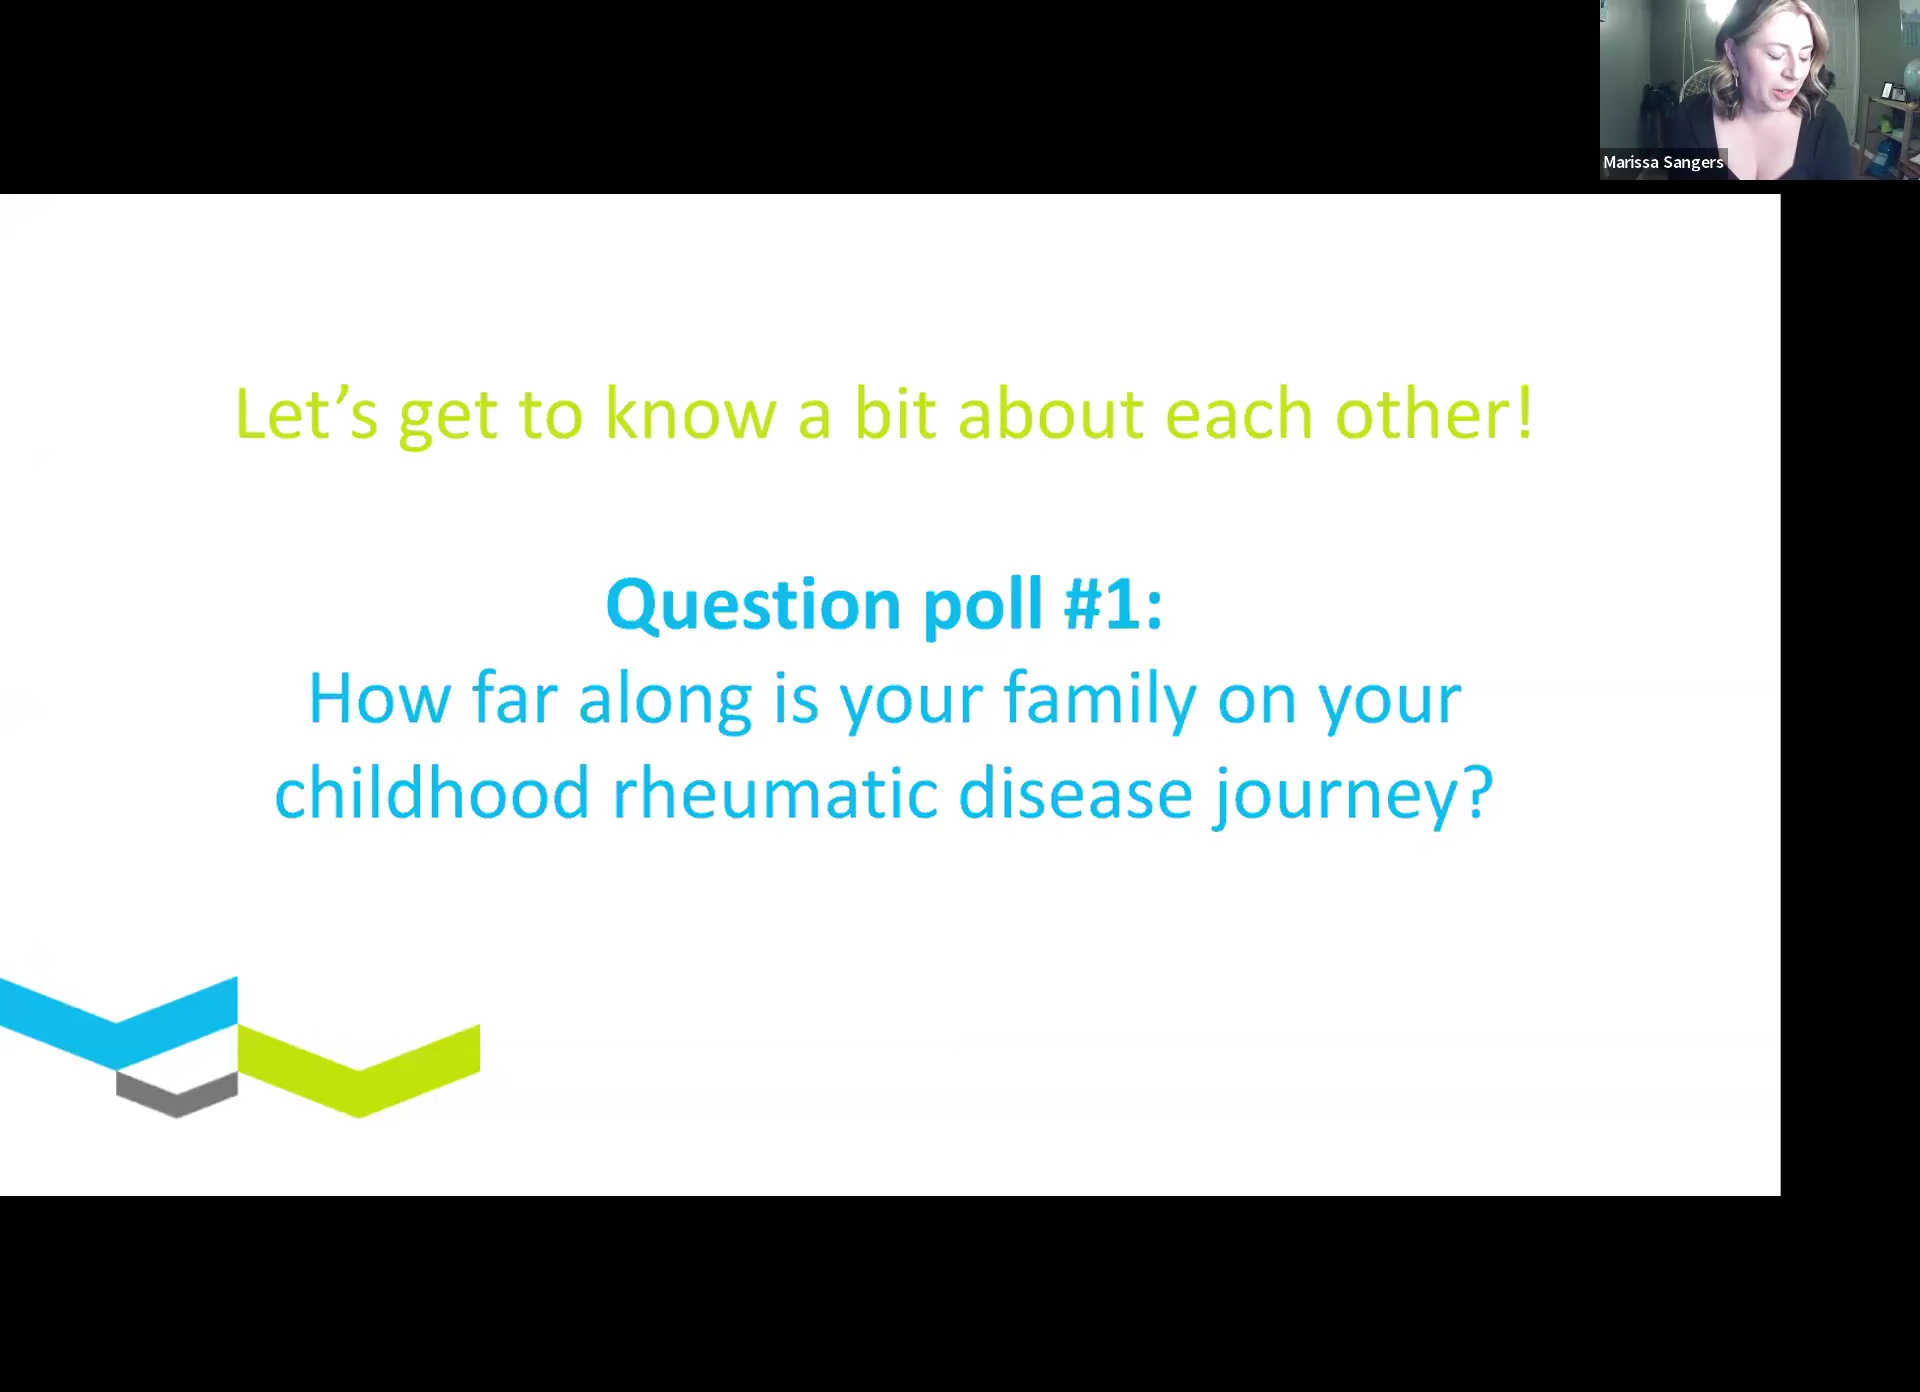 Marissa Sangers
Let’s get to know a bit about each other!
Question poll #1:
How far along is your family on your
childhood rheumatic disease journey?